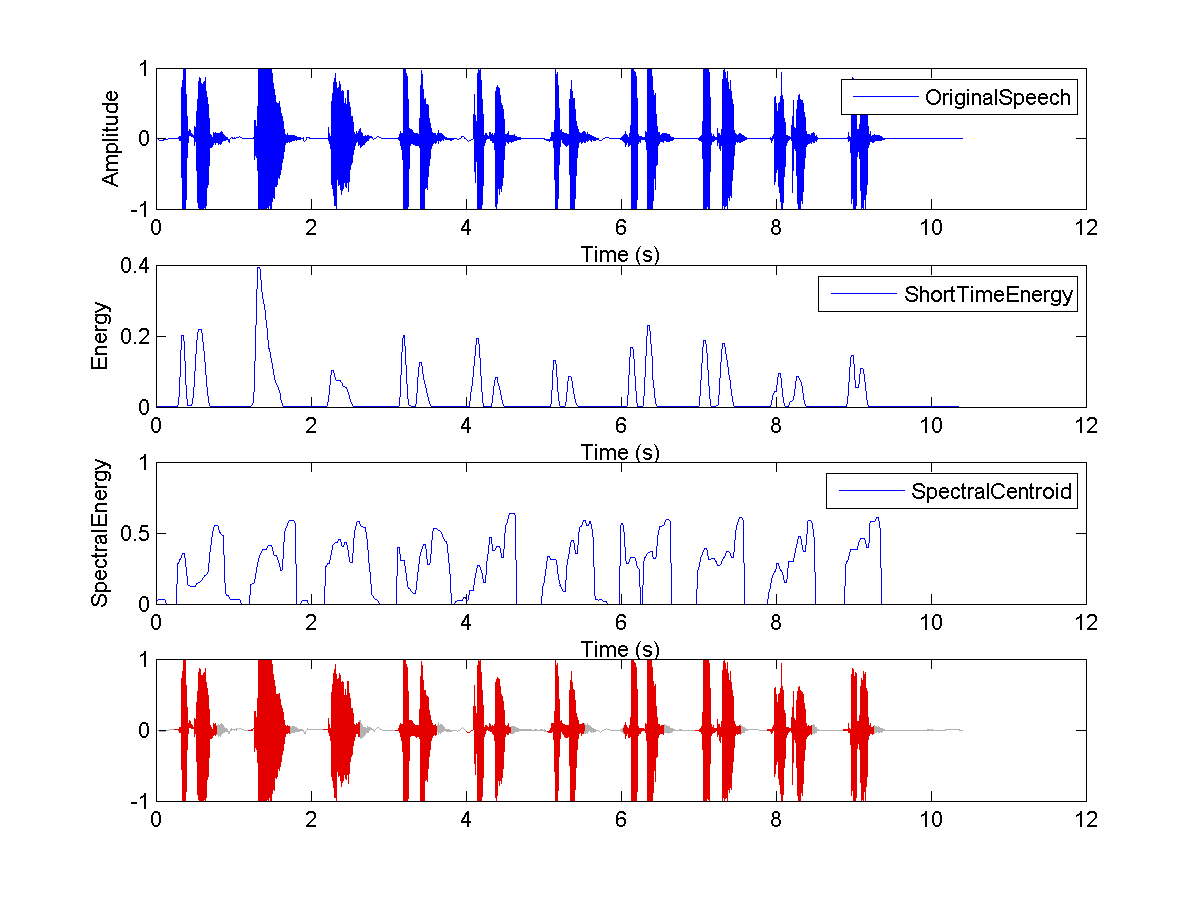 OriginalSpeech
Amplitude
1
0
-1
0 2 4 6 8 10 12
Time (s)
ShortTimeEnergy
Energy
0.4
0.2
0
0 2 4 6 8 10 12
Time (s)
SpectralCentroid
SpectralEnergy
1
0.5
0
0 2 4 6 8 10 12
Time (s)
1
0
-1
0 2 4 6 8 10 12